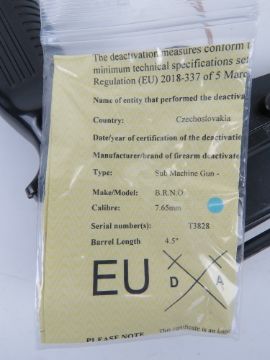 The deactivation measures conform t
minimum technical specifications se
Regulation (EU) 2018-337 of 5 Marc
Name of entity that performed the deactiva
Country: Czechoslovakia
Date/year of certification of the deactivatio
Manufacturer/brand of firearm deactivate
Type: Sub Machine Gun -
Make/Model: B.R.N.O.
Calibre: 7.65mm
Serial number(s): T3828
Barrel Length 4.5"
EU D A
PLEASE NOTE This certificate is an